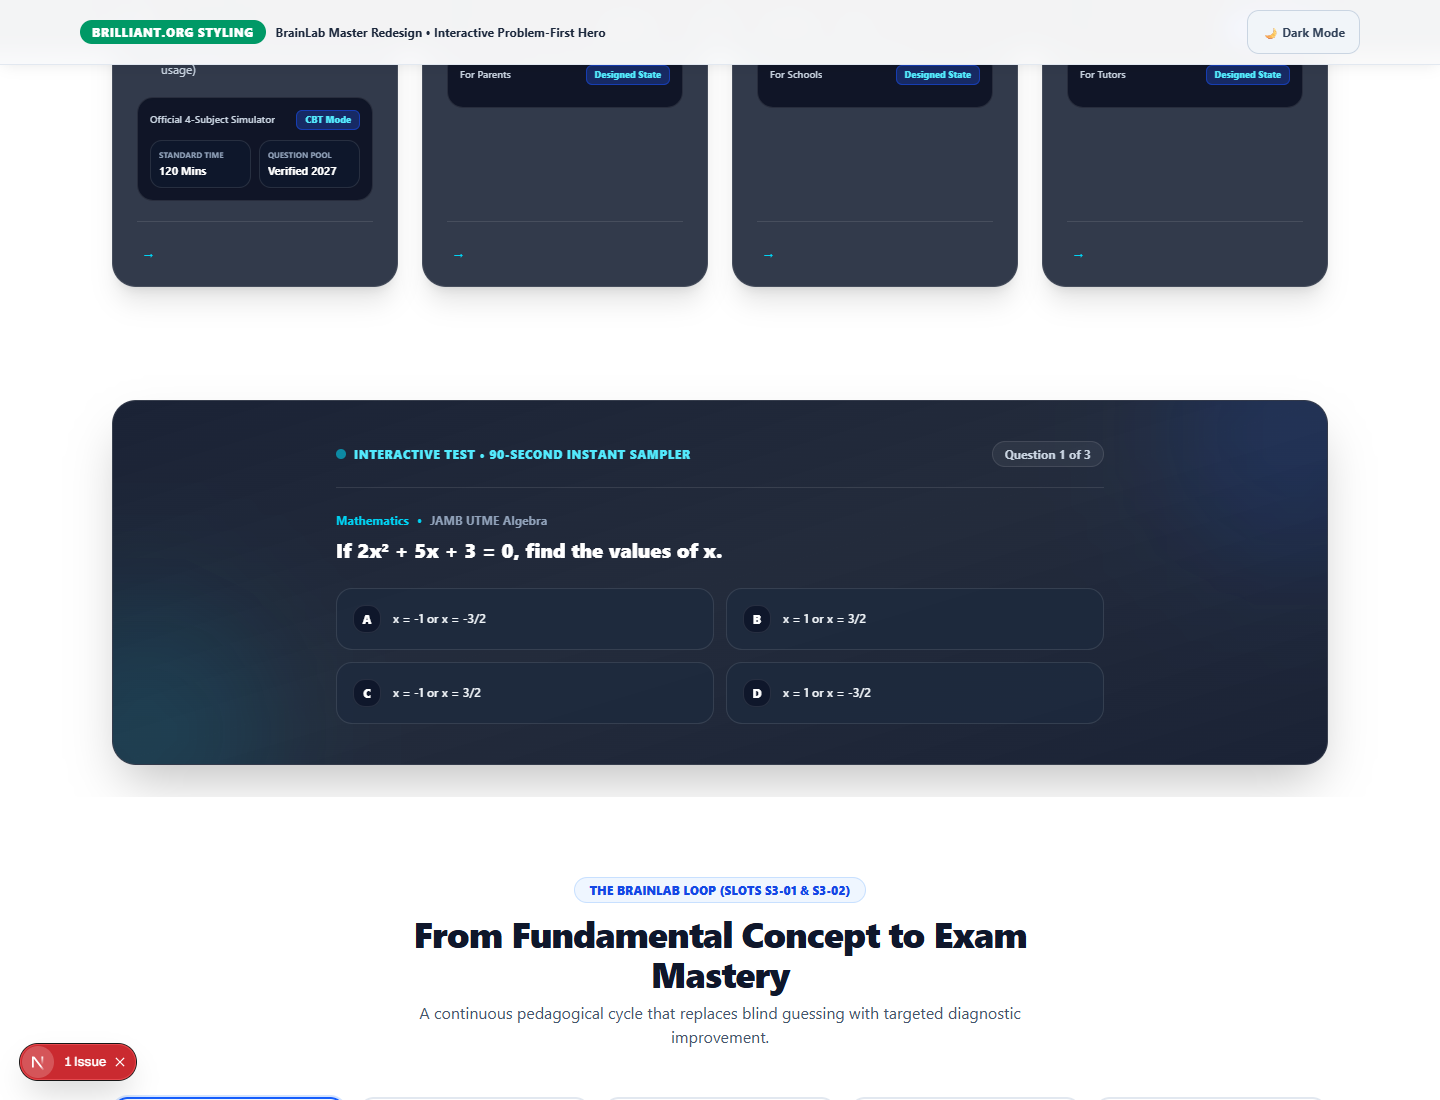 BRILLIANT.ORG STYLING
BrainLab Master Redesign • Interactive Problem-First Hero
🌙 Dark Mode
usage)
Official 4-Subject Simulator
CBT Mode
STANDARD TIME
120 Mins
QUESTION POOL
Verified 2027
→
For Parents
Designed State
→
For Schools
Designed State
→
For Tutors
Designed State
→
INTERACTIVE TEST • 90-SECOND INSTANT SAMPLER
Question 1 of 3
Mathematics • JAMB UTME Algebra
If 2x² + 5x + 3 = 0, find the values of x.
A x = -1 or x = -3/2
B x = 1 or x = 3/2
C x = -1 or x = 3/2
D x = 1 or x = -3/2
THE BRAINLAB LOOP (SLOTS S3-01 & S3-02)
From Fundamental Concept to Exam
Mastery
A continuous pedagogical cycle that replaces blind guessing with targeted diagnostic
improvement.
N 1 Issue ×